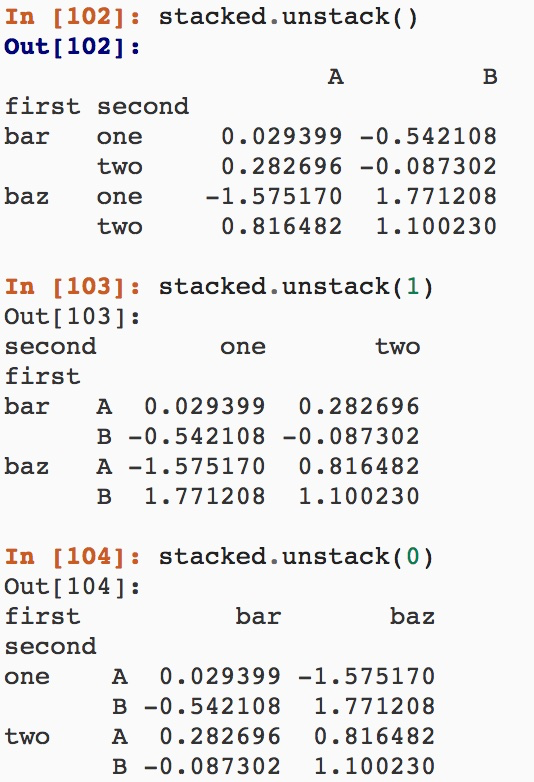 In [102]: stacked.unstack()
Out[102]:
                     A         B
first second
bar   one     0.029399 -0.542108
      two     0.282696 -0.087302
baz   one    -1.575170  1.771208
      two     0.816482  1.100230
In [103]: stacked.unstack(1)
Out[103]:
second        one       two
first
bar   A  0.029399  0.282696
      B -0.542108 -0.087302
baz   A -1.575170  0.816482
      B  1.771208  1.100230
In [104]: stacked.unstack(0)
Out[104]:
first          bar       baz
second
one    A  0.029399 -1.575170
       B -0.542108  1.771208
two    A  0.282696  0.816482
       B -0.087302  1.100230